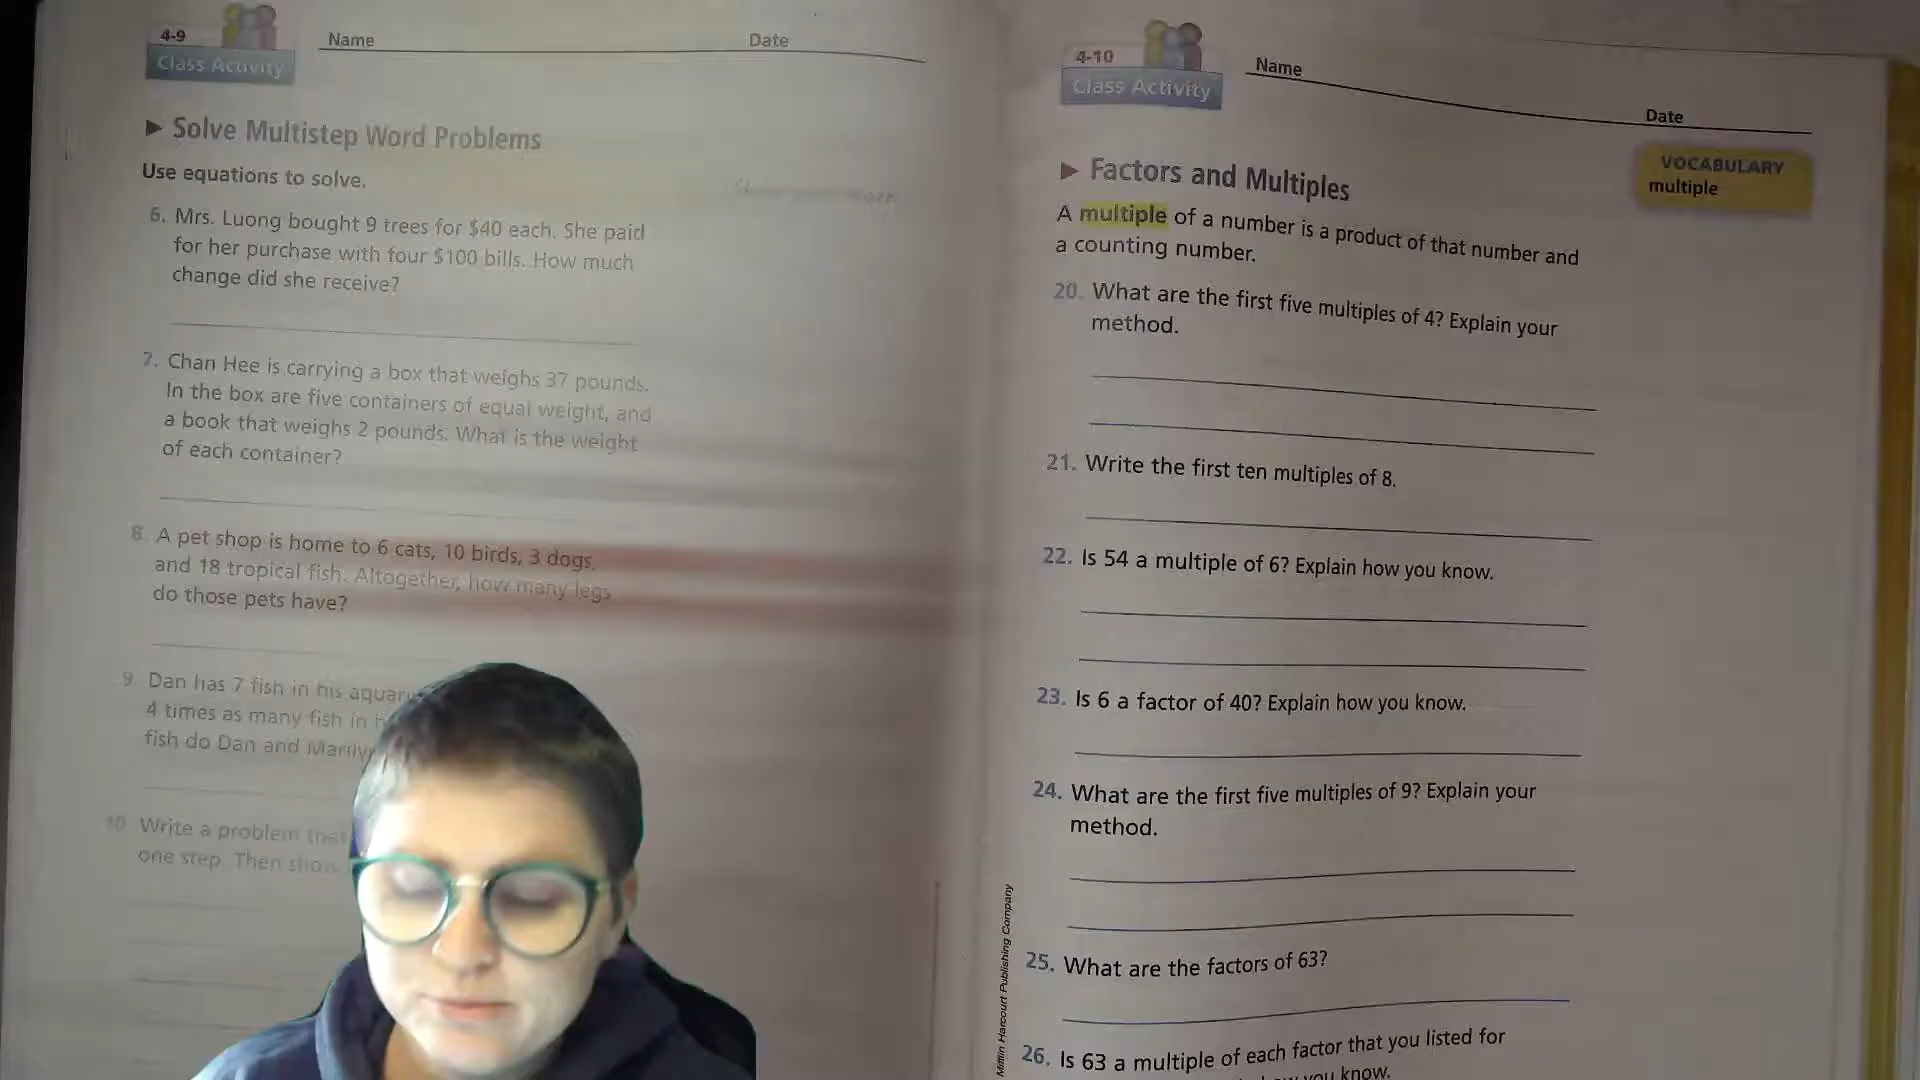 4-9
Class Activity
Name
Date
Solve Multistep Word Problems
Use equations to solve.
6. Mrs. Luong bought 9 trees for $40 each. She paid
for her purchase with four $100 bills. How much
change did she receive?
7. Chan Hee is carrying a box that weighs 37 pounds.
In the box are five containers of equal weight, and
a book that weighs 2 pounds. What is the weight
of each container?
8. A pet shop is home to 6 cats, 10 birds, 3 dogs,
and 18 tropical fish. Altogether, how many legs
do those pets have?
9. Dan has 7 fish in his
4 times as many fish in
fish do Dan and
10. Write a problem that
one step. Then
4-10
Class Activity
Name
Date
Factors and Multiples
VOCABULARY
multiple
A multiple of a number is a product of that number and
a counting number.
20. What are the first five multiples of 4? Explain your
method.
21. Write the first ten multiples of 8.
22. Is 54 a multiple of 6? Explain how you know.
23. Is 6 a factor of 40? Explain how you know.
24. What are the first five multiples of 9? Explain your
method.
25. What are the factors of 63?
26. Is 63 a multiple of each factor that you listed for
you know.
Mifflin Harcourt Publishing Company